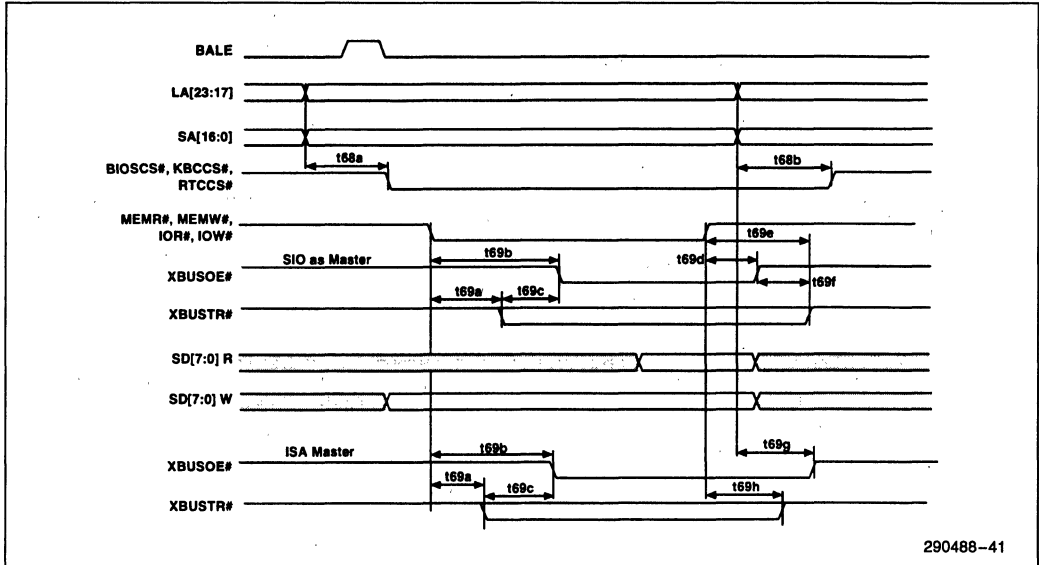 BALE
LA[23:17]
SA[16:0]
t68a
t68b
BIOSCS#, KBCCS#,
RTCCS#
MEMR#, MEMW#,
IOR#, IOW#
t69e
SIO as Master
t69b
t69d
XBUSOE#
t69f
t69a
t69c
XBUSTR#
SD[7:0] R
SD[7:0] W
ISA Master
t69b
t69g
XBUSOE#
t69a
t69c
t69h
XBUSTR#
290488-41